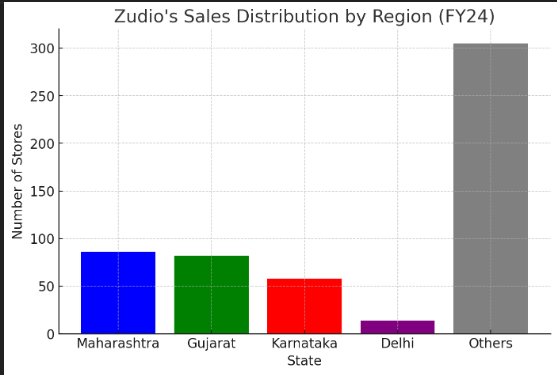 Zudio's Sales Distribution by Region (FY24)
Number of Stores
300
250
200
150
100
50
0
Maharashtra Gujarat Karnataka Delhi Others
State